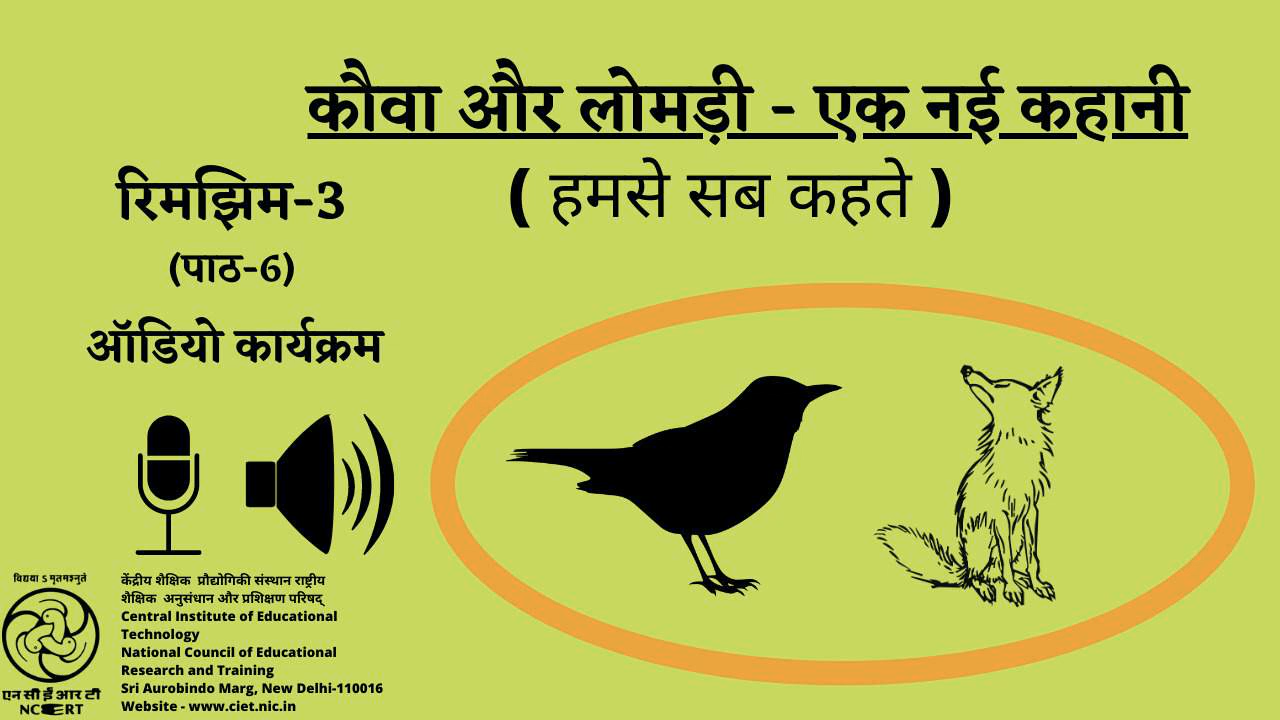 कौवा और लोमड़ी - एक नई कहानी
( हमसे सब कहते )
रिमझिम-3
(पाठ-6)
ऑडियो कार्यक्रम
विद्यया ऽ मृतमश्नुते
एन सी ई आर टी
NCERT
केंद्रीय शैक्षिक प्रौद्योगिकी संस्थान राष्ट्रीय
शैक्षिक अनुसंधान और प्रशिक्षण परिषद्
Central Institute of Educational
Technology
National Council of Educational
Research and Training
Sri Aurobindo Marg, New Delhi-110016
Website - www.ciet.nic.in